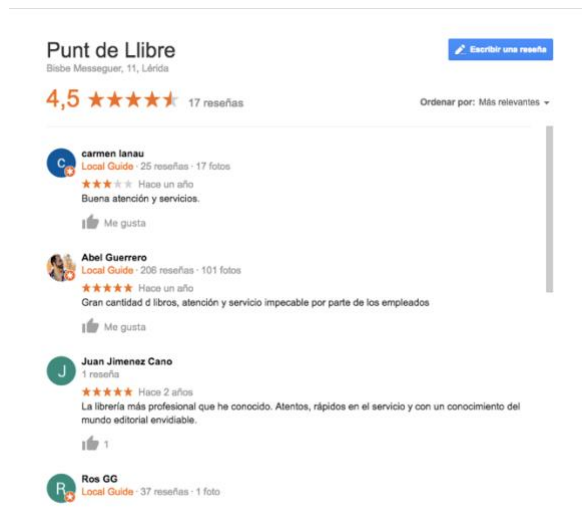 Punt de Llibre
Escribir una reseña
Bisbe Messeguer, 11, Lérida
4,5 17 reseñas
Ordenar por: Más relevantes
C
carmen lanau
Local Guide · 25 reseñas · 17 fotos
Hace un año
Buena atención y servicios.
Me gusta
Abel Guerrero
Local Guide · 206 reseñas · 101 fotos
Hace un año
Gran cantidad d libros, atención y servicio impecable por parte de los empleados
Me gusta
J
Juan Jimenez Cano
1 reseña
Hace 2 años
La librería más profesional que he conocido. Atentos, rápidos en el servicio y con un conocimiento del
mundo editorial envidiable.
1
R
Ros GG
Local Guide · 37 reseñas · 1 foto